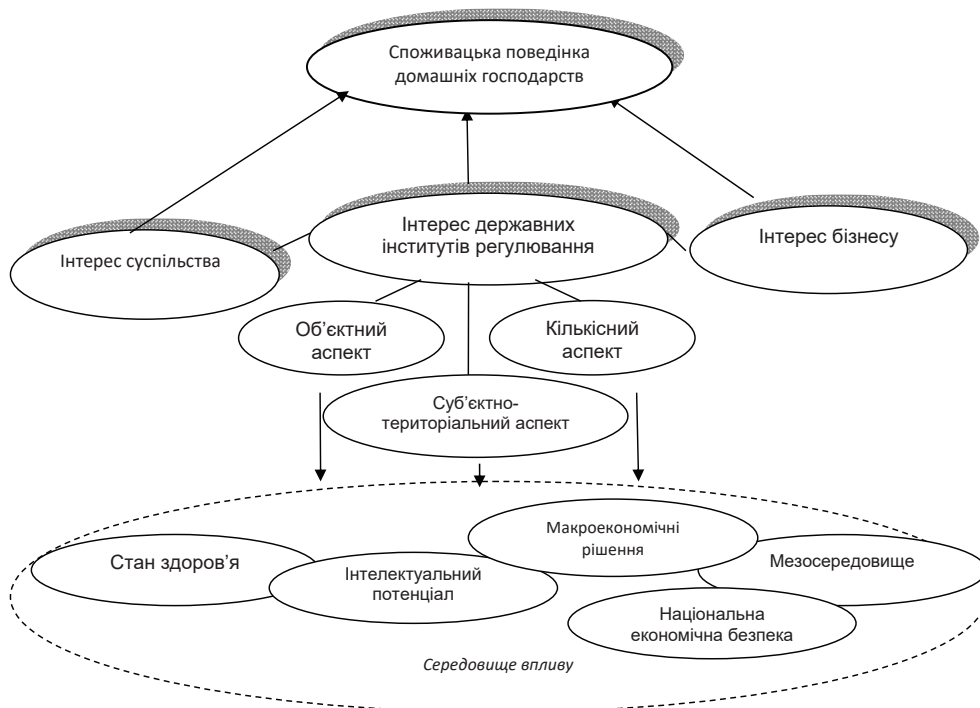 Споживацька поведінка
домашніх господарств
Інтерес суспільства
Інтерес державних
інститутів регулювання
Інтерес бізнесу
Об’єктний
аспект
Кількісний
аспект
Суб’єктно-
територіальний аспект
Стан здоров’я
Інтелектуальний
потенціал
Макроекономічні
рішення
Мезосередовище
Національна
економічна безпека
Середовище впливу